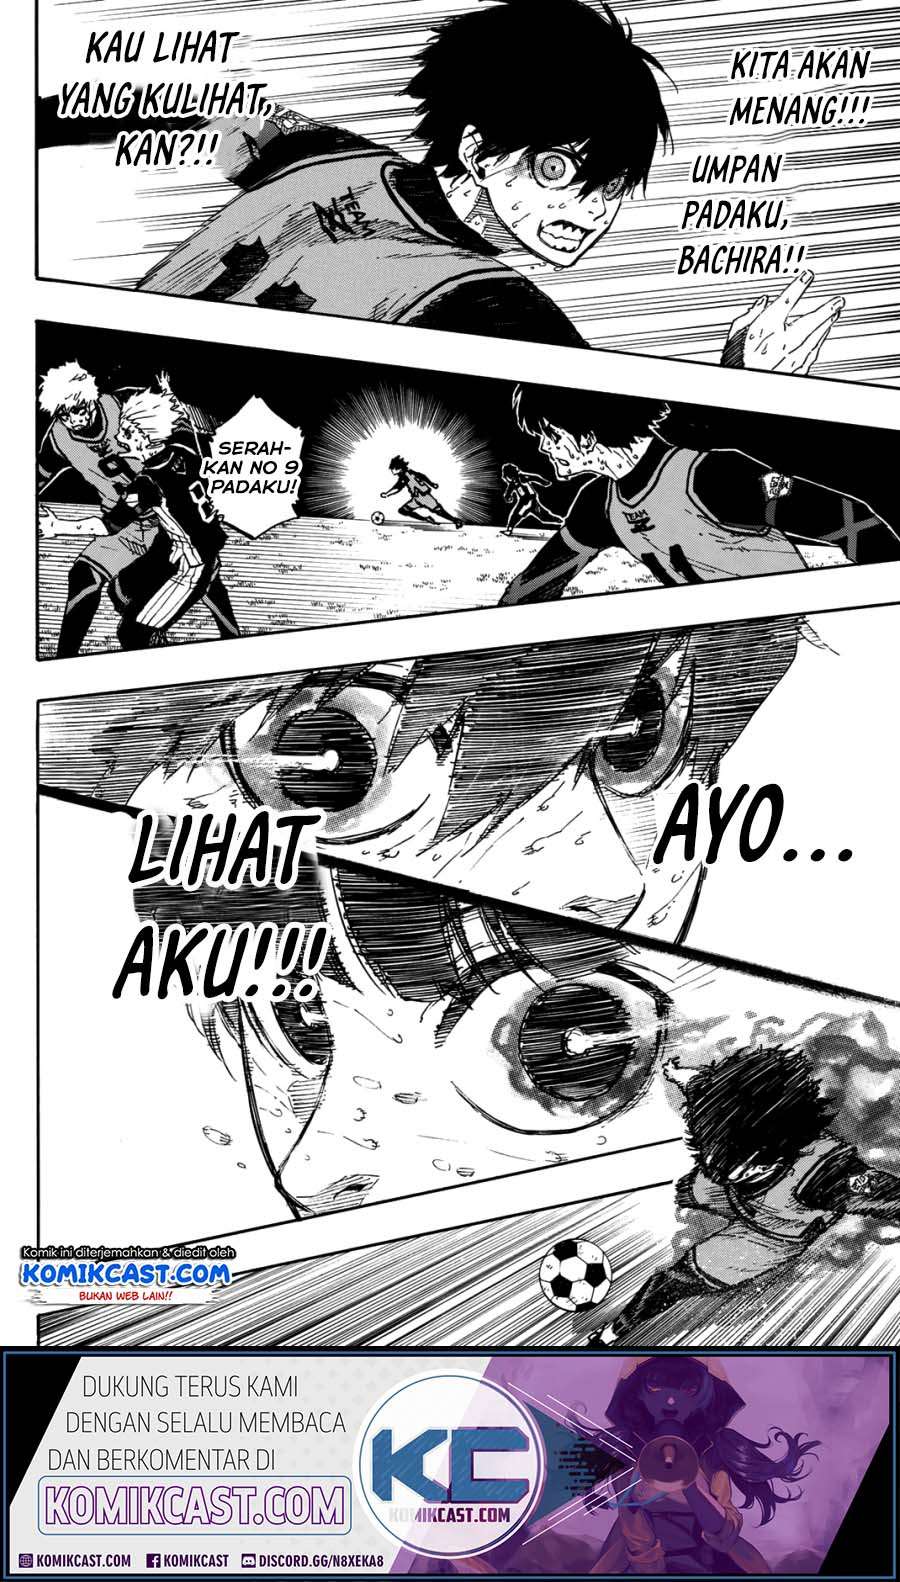 KITA AKAN
MENANG!!!
UMPAN
PADAKU,
BACHIRA!!
KAU LIHAT
YANG KULIHAT,
KAN?!!
TEAM
SERAH-
KAN NO 9
PADAKU!
TEAM
AYO...
LIHAT
AKU!!!
Komik ini diterjemahkan & diedit oleh
KOMIKCAST.COM
BUKAN WEB LAIN!!
DUKUNG TERUS KAMI
DENGAN SELALU MEMBACA
DAN BERKOMENTAR DI
KOMIKCAST.COM
KC
KOMIKCAST.COM
KOMIKCAST.COM
KOMIKCAST
DISCORD.GG/N8XEKA8